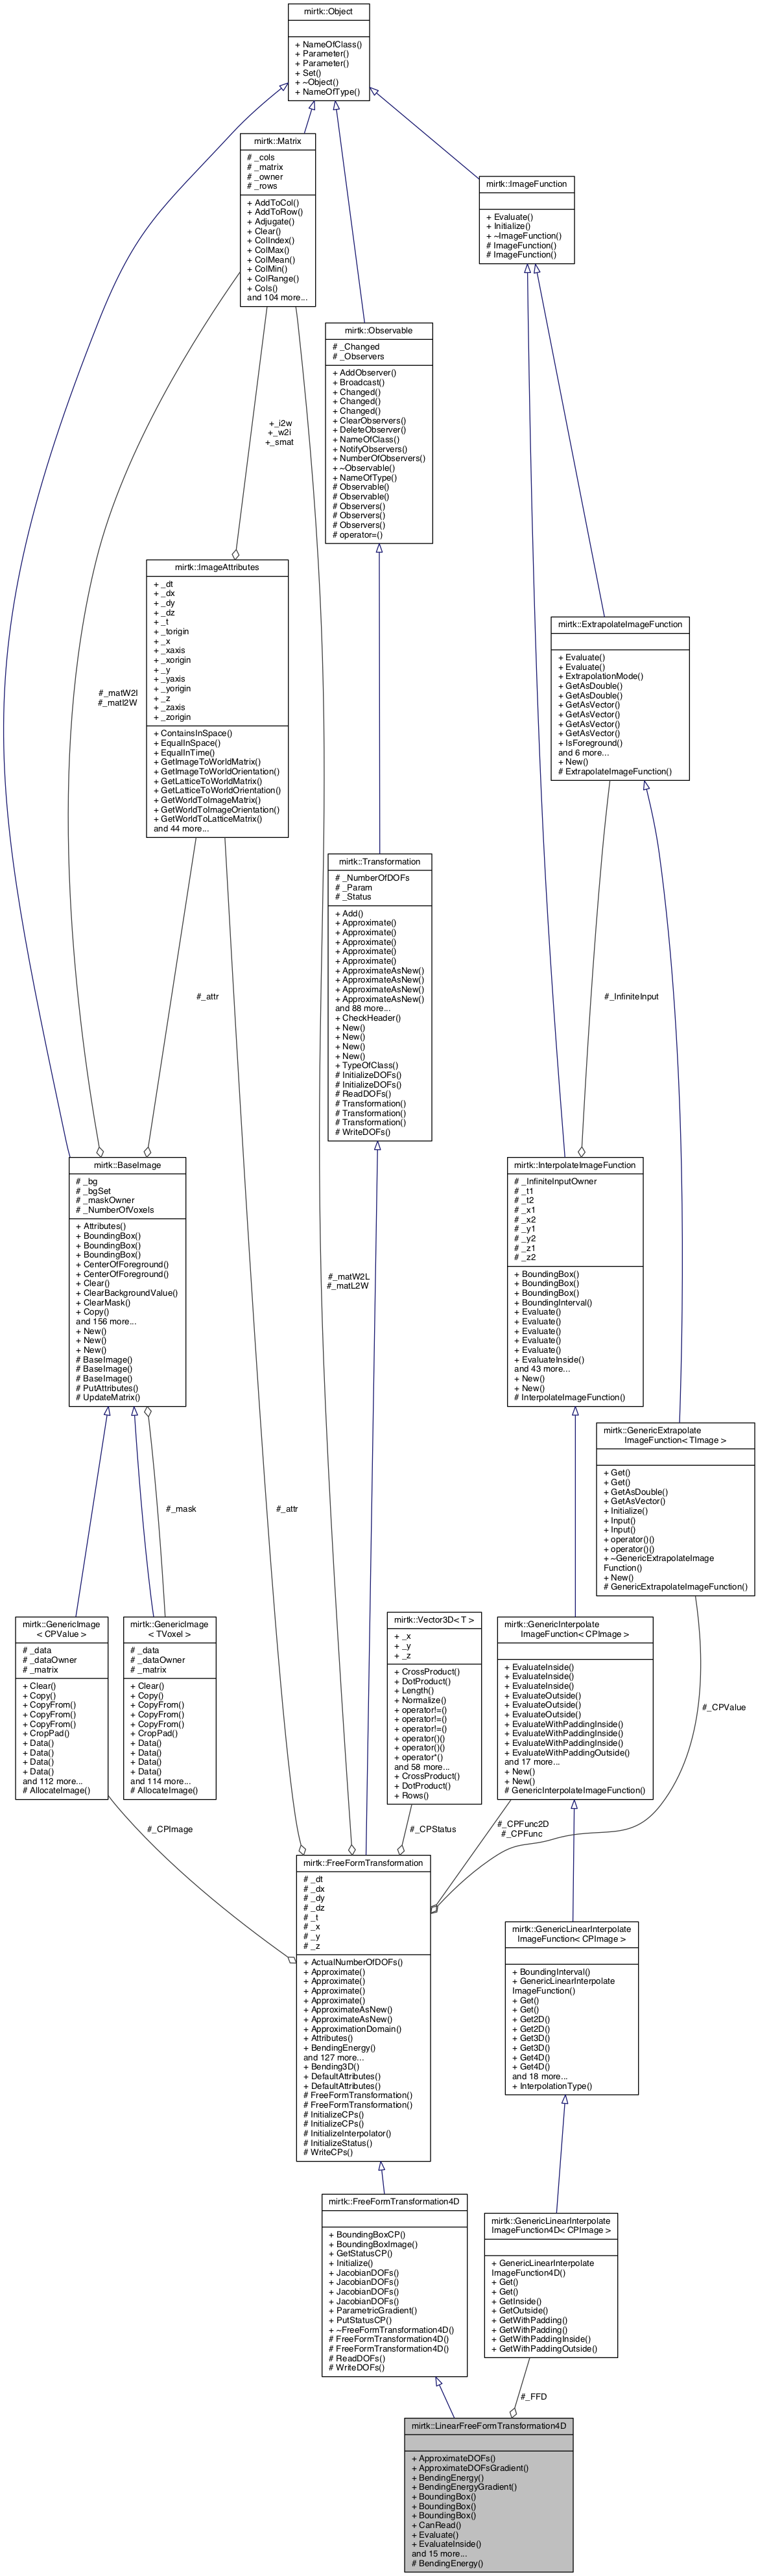 mirtk::Object
+ NameOfClass()
+ Parameter()
+ Parameter()
+ Set()
+ ~Object()
+ NameOfType()
mirtk::Matrix
# _cols
# _matrix
# _owner
# _rows
+ AddToCol()
+ AddToRow()
+ Adjugate()
+ Clear()
+ ColIndex()
+ ColMax()
+ ColMean()
+ ColMin()
+ ColRange()
+ Cols()
and 104 more...
mirtk::ImageFunction
+ Evaluate()
+ Initialize()
+ ~ImageFunction()
# ImageFunction()
# ImageFunction()
mirtk::Observable
# _Changed
# _Observers
+ AddObserver()
+ Broadcast()
+ Changed()
+ Changed()
+ Changed()
+ ClearObservers()
+ DeleteObserver()
+ NameOfClass()
+ NotifyObservers()
+ NumberOfObservers()
+ ~Observable()
+ NameOfType()
# Observable()
# Observable()
# Observers()
# Observers()
# Observers()
# operator=()
+_i2w
+_w2i
+_smat
mirtk::ImageAttributes
+ _dt
+ _dx
+ _dy
+ _dz
+ _t
+ _torigin
+ _x
+ _xaxis
+ _xorigin
+ _y
+ _yaxis
+ _yorigin
+ _z
+ _zaxis
+ _zorigin
+ ContainsInSpace()
+ EqualInSpace()
+ EqualInTime()
+ GetImageToWorldMatrix()
+ GetImageToWorldOrientation()
+ GetLatticeToWorldMatrix()
+ GetLatticeToWorldOrientation()
+ GetWorldToImageMatrix()
+ GetWorldToImageOrientation()
+ GetWorldToLatticeMatrix()
and 44 more...
#_matW2I
#_matI2W
mirtk::ExtrapolateImageFunction
+ Evaluate()
+ Evaluate()
+ ExtrapolationMode()
+ GetAsDouble()
+ GetAsDouble()
+ GetAsVector()
+ GetAsVector()
+ GetAsVector()
+ GetAsVector()
+ IsForeground()
and 6 more...
+ New()
# ExtrapolateImageFunction()
mirtk::Transformation
# _NumberOfDOFs
# _Param
# _Status
+ Add()
+ Approximate()
+ Approximate()
+ Approximate()
+ Approximate()
+ Approximate()
+ ApproximateAsNew()
+ ApproximateAsNew()
+ ApproximateAsNew()
+ ApproximateAsNew()
and 88 more...
+ CheckHeader()
+ New()
+ New()
+ New()
+ New()
+ TypeOfClass()
# InitializeDOFs()
# InitializeDOFs()
# ReadDOFs()
# Transformation()
# Transformation()
# Transformation()
# WriteDOFs()
#_attr
#_InfiniteInput
mirtk::BaseImage
# _bg
# _bgSet
# _maskOwner
# _NumberOfVoxels
+ Attributes()
+ BoundingBox()
+ BoundingBox()
+ BoundingBox()
+ CenterOfForeground()
+ CenterOfForeground()
+ Clear()
+ ClearBackgroundValue()
+ ClearMask()
+ Copy()
and 156 more...
+ New()
+ New()
+ New()
# BaseImage()
# BaseImage()
# BaseImage()
# PutAttributes()
# UpdateMatrix()
#_matW2L
#_matL2W
mirtk::InterpolateImageFunction
# _InfiniteInputOwner
# _t1
# _t2
# _x1
# _x2
# _y1
# _y2
# _z1
# _z2
+ BoundingBox()
+ BoundingBox()
+ BoundingBox()
+ BoundingInterval()
+ Evaluate()
+ Evaluate()
+ Evaluate()
+ Evaluate()
+ Evaluate()
+ EvaluateInside()
and 43 more...
+ New()
+ New()
# InterpolateImageFunction()
mirtk::GenericExtrapolate
ImageFunction< TImage >
+ Get()
+ Get()
+ GetAsDouble()
+ GetAsVector()
+ Initialize()
+ Input()
+ Input()
+ operator()()
+ operator()()
+ ~GenericExtrapolateImage
Function()
+ New()
# GenericExtrapolateImageFunction()
#_mask
#_attr
mirtk::GenericImage
< CPValue >
# _data
# _dataOwner
# _matrix
+ Clear()
+ Copy()
+ CopyFrom()
+ CopyFrom()
+ CopyFrom()
+ CropPad()
+ Data()
+ Data()
+ Data()
+ Data()
and 112 more...
# AllocateImage()
mirtk::GenericImage
< TVoxel >
# _data
# _dataOwner
# _matrix
+ Clear()
+ Copy()
+ CopyFrom()
+ CopyFrom()
+ CopyFrom()
+ CropPad()
+ Data()
+ Data()
+ Data()
+ Data()
and 114 more...
# AllocateImage()
mirtk::Vector3D< T >
+ _x
+ _y
+ _z
+ CrossProduct()
+ DotProduct()
+ Length()
+ Normalize()
+ operator!=()
+ operator!=()
+ operator!=()
+ operator()()
+ operator()()
+ operator*()
and 58 more...
+ CrossProduct()
+ DotProduct()
+ Rows()
mirtk::GenericInterpolate
ImageFunction< CPImage >
+ EvaluateInside()
+ EvaluateInside()
+ EvaluateInside()
+ EvaluateOutside()
+ EvaluateOutside()
+ EvaluateOutside()
+ EvaluateWithPaddingInside()
+ EvaluateWithPaddingInside()
+ EvaluateWithPaddingInside()
+ EvaluateWithPaddingOutside()
and 17 more...
+ New()
+ New()
# GenericInterpolateImageFunction()
#_CPValue
#_CPImage
#_CPStatus
#_CPFunc2D
#_CPFunc
mirtk::FreeFormTransformation
# _dt
# _dx
# _dy
# _dz
# _t
# _x
# _y
# _z
+ ActualNumberOfDOFs()
+ Approximate()
+ Approximate()
+ Approximate()
+ Approximate()
+ ApproximateAsNew()
+ ApproximateAsNew()
+ ApproximationDomain()
+ Attributes()
+ BendingEnergy()
and 127 more...
+ Bending3D()
+ DefaultAttributes()
+ DefaultAttributes()
# FreeFormTransformation()
# FreeFormTransformation()
# InitializeCPs()
# InitializeCPs()
# InitializeInterpolator()
# InitializeStatus()
# WriteCPs()
mirtk::GenericLinearInterpolate
ImageFunction< CPImage >
+ BoundingInterval()
+ GenericLinearInterpolate
ImageFunction()
+ Get()
+ Get()
+ Get2D()
+ Get2D()
+ Get3D()
+ Get3D()
+ Get4D()
+ Get4D()
and 18 more...
+ InterpolationType()
mirtk::FreeFormTransformation4D
+ BoundingBoxCP()
+ BoundingBoxImage()
+ GetStatusCP()
+ Initialize()
+ JacobianDOFs()
+ JacobianDOFs()
+ JacobianDOFs()
+ JacobianDOFs()
+ ParametricGradient()
+ PutStatusCP()
+ ~FreeFormTransformation4D()
# FreeFormTransformation4D()
# FreeFormTransformation4D()
# ReadDOFs()
# WriteDOFs()
mirtk::GenericLinearInterpolate
ImageFunction4D< CPImage >
+ GenericLinearInterpolate
ImageFunction4D()
+ Get()
+ Get()
+ GetInside()
+ GetOutside()
+ GetWithPadding()
+ GetWithPadding()
+ GetWithPaddingInside()
+ GetWithPaddingOutside()
#_FFD
mirtk::LinearFreeFormTransformation4D
+ ApproximateDOFs()
+ ApproximateDOFsGradient()
+ BendingEnergy()
+ BendingEnergyGradient()
+ BoundingBox()
+ BoundingBox()
+ BoundingBox()
+ CanRead()
+ Evaluate()
+ EvaluateInside()
and 15 more...
# BendingEnergy()